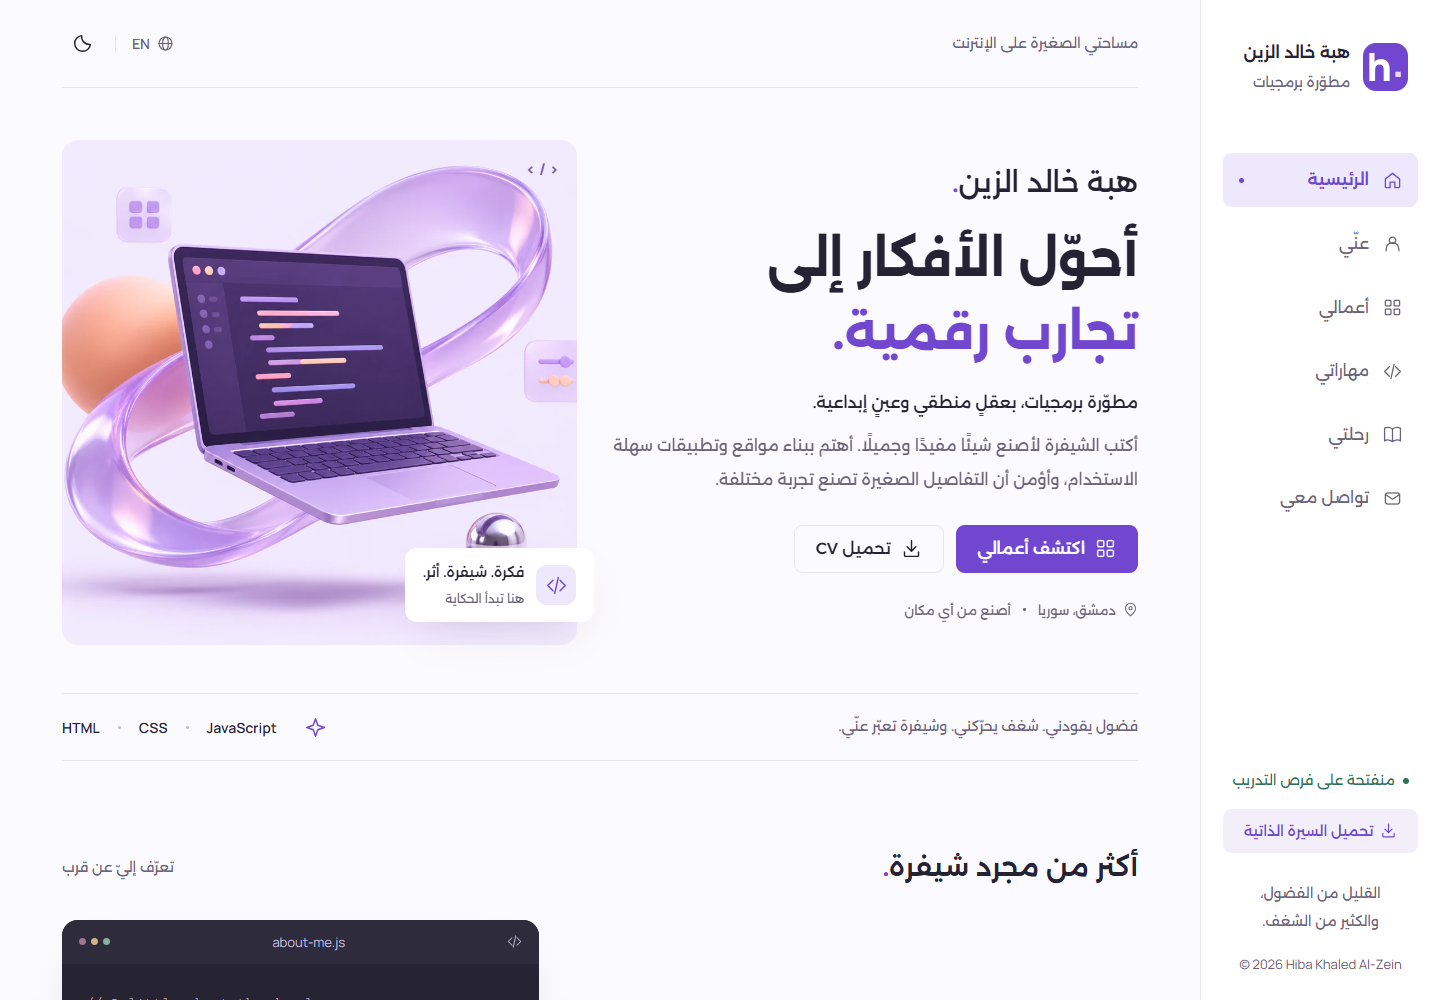 هبة خالد الزين
مطوّرة برمجيات
h.
الرئيسية
عنّي
أعمالي
مهاراتي
رحلتي
تواصل معي
منفتحة على فرص التدريب
تحميل السيرة الذاتية
القليل من الفضول،
والكثير من الشغف.
© 2026 Hiba Khaled Al-Zein
مساحتي الصغيرة على الإنترنت
EN
هبة خالد الزين.
أحوّل الأفكار إلى
تجارب رقمية.
مطوّرة برمجيات، بعقلٍ منطقي وعينٍ إبداعية.
أكتب الشيفرة لأصنع شيئًا مفيدًا وجميلًا. أهتم ببناء مواقع وتطبيقات سهلة
الاستخدام، وأؤمن أن التفاصيل الصغيرة تصنع تجربة مختلفة.
اكتشف أعمالي
تحميل CV
دمشق، سوريا • أصنع من أي مكان
فكرة. شيفرة. أثر.
هنا تبدأ الحكاية
فضول يقودني. شغف يحرّكني. وشيفرة تعبّر عنّي.
HTML • CSS • JavaScript
أكثر من مجرد شيفرة.
تعرّف إليّ عن قرب
about-me.js